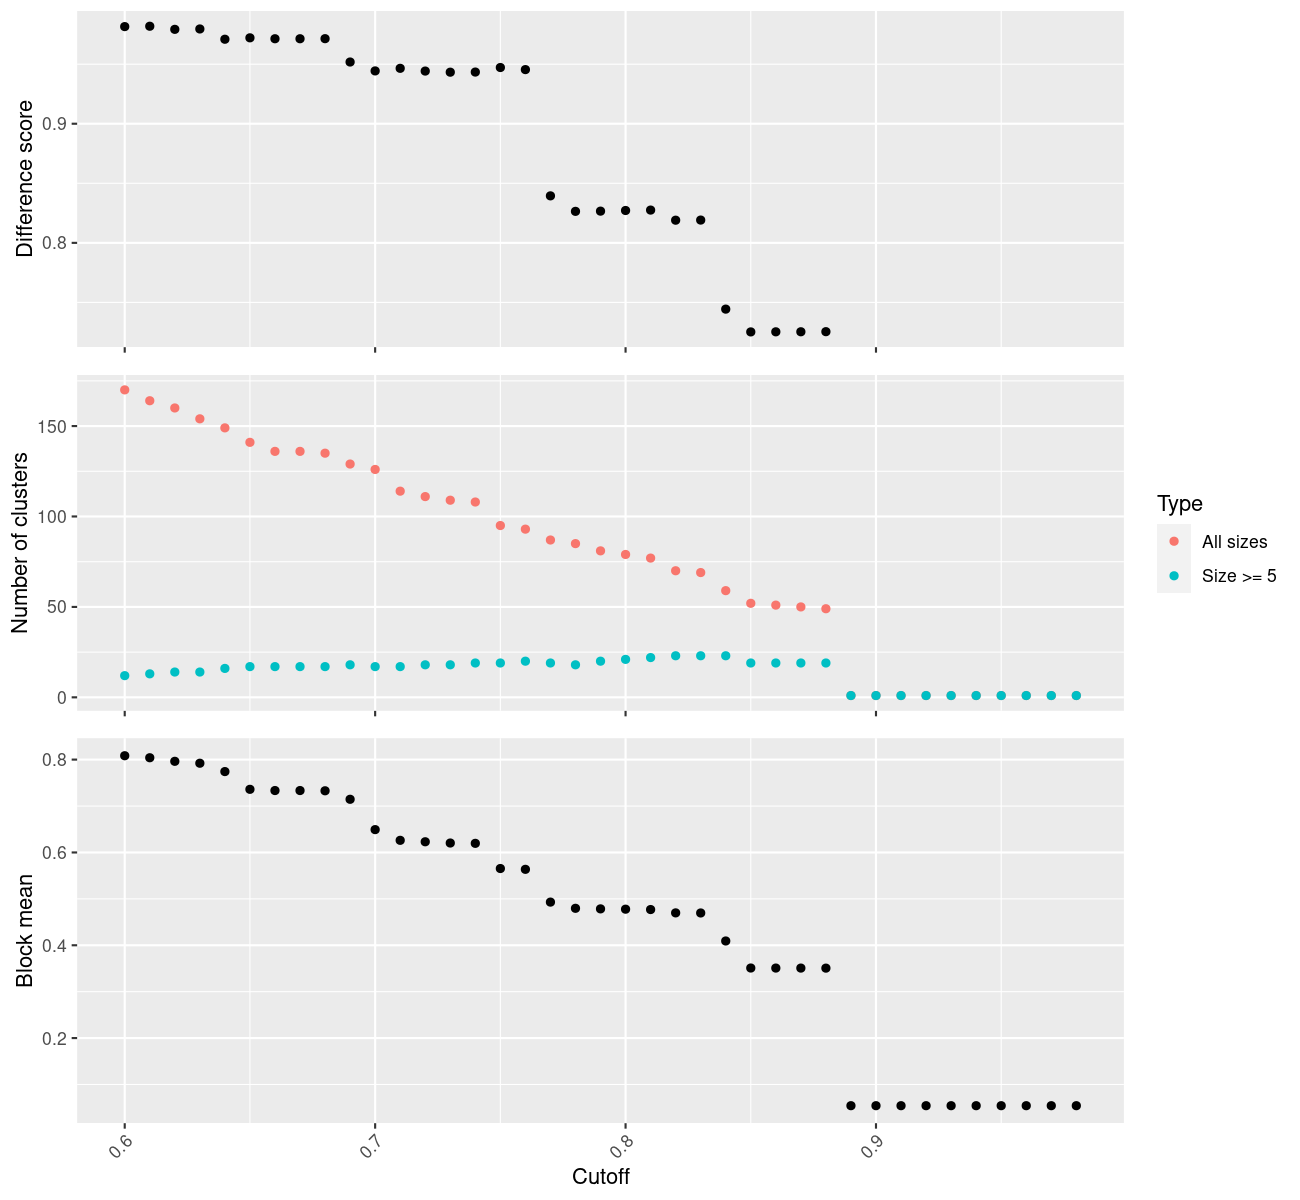 Difference score
0.9
0.8
Number of clusters
150
100
50
0
Type
All sizes
Size >= 5
Block mean
0.8
0.6
0.4
0.2
0.6 0.7 0.8 0.9
Cutoff